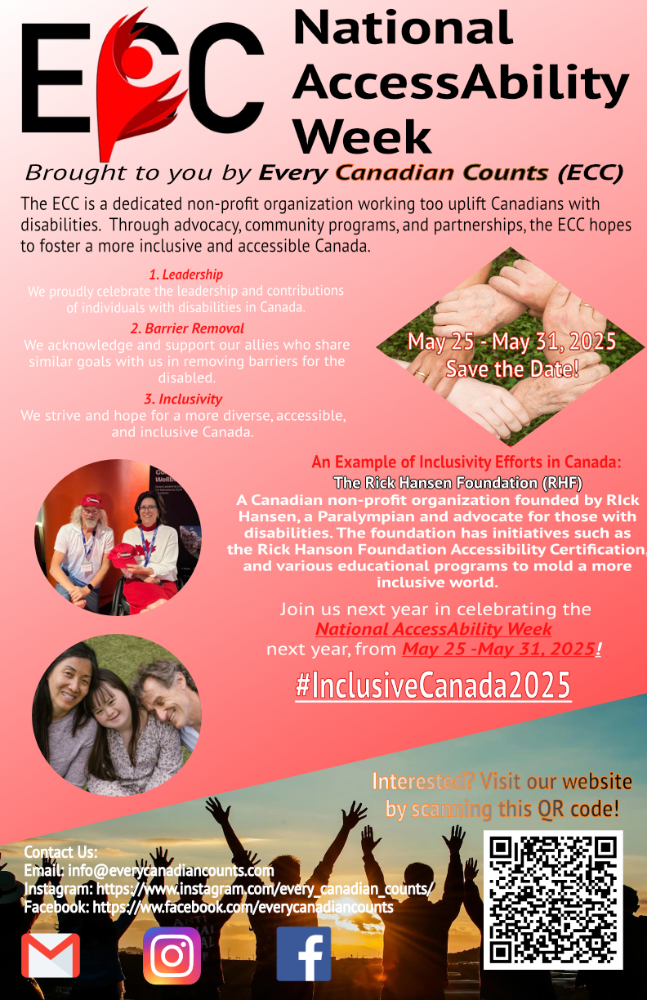 ECC
National
AccessAbility
Week
Brought to you by Every Canadian Counts (ECC)
The ECC is a dedicated non-profit organization working too uplift Canadians with
disabilities. Through advocacy, community programs, and partnerships, the ECC hopes
to foster a more inclusive and accessible Canada.
1. Leadership
We proudly celebrate the leadership and contributions
of individuals with disabilities in Canada.
2. Barrier Removal
We acknowledge and support our allies who share
similar goals with us in removing barriers for the
disabled.
3. Inclusivity
We strive and hope for a more diverse, accessible,
and inclusive Canada.
May 25 - May 31, 2025
Save the Date!
An Example of Inclusivity Efforts in Canada:
The Rick Hansen Foundation (RHF)
A Canadian non-profit organization founded by RIck
Hansen, a Paralympian and advocate for those with
disabilities. The foundation has initiatives such as
the Rick Hanson Foundation Accessibility Certification,
and various educational programs to mold a more
inclusive world.
Join us next year in celebrating the
National AccessAbility Week
next year, from May 25 -May 31, 2025!
#InclusiveCanada2025
Interested? Visit our website
by scanning this QR code!
Contact Us:
Email: info@everycanadiancounts.com
Instagram: https://www.instagram.com/every_canadian_counts/
Facebook: https://ww.facebook.com/everycanadiancounts